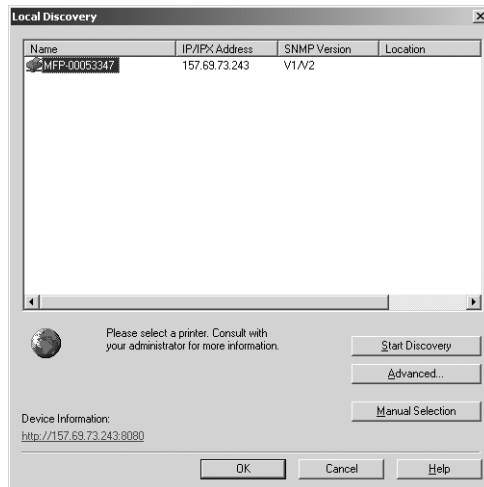 Local Discovery
Name IP/IPX Address SNMP Version Location
MFP-00053347 157.69.73.243 V1/V2
Please select a printer. Consult with
your administrator for more information.
Start Discovery
Advanced...
Manual Selection
Device Information:
http://157.69.73.243:8080
OK Cancel Help